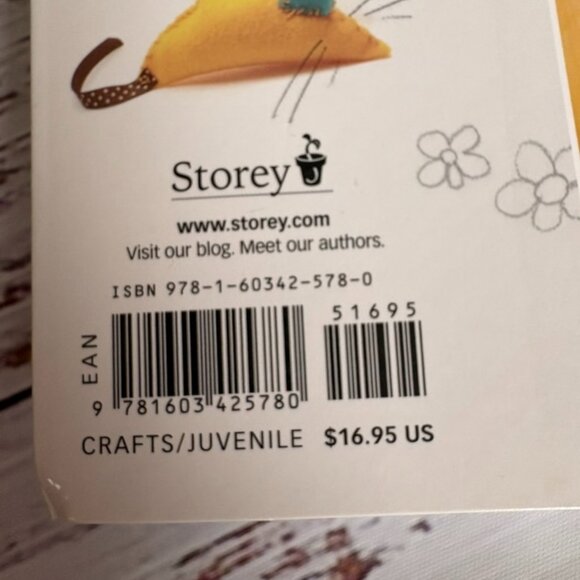 Storey
www.storey.com
Visit our blog. Meet our authors.
ISBN 978-1-60342-578-0
51695
EAN
9 781603 425780
CRAFTS/JUVENILE $16.95 US